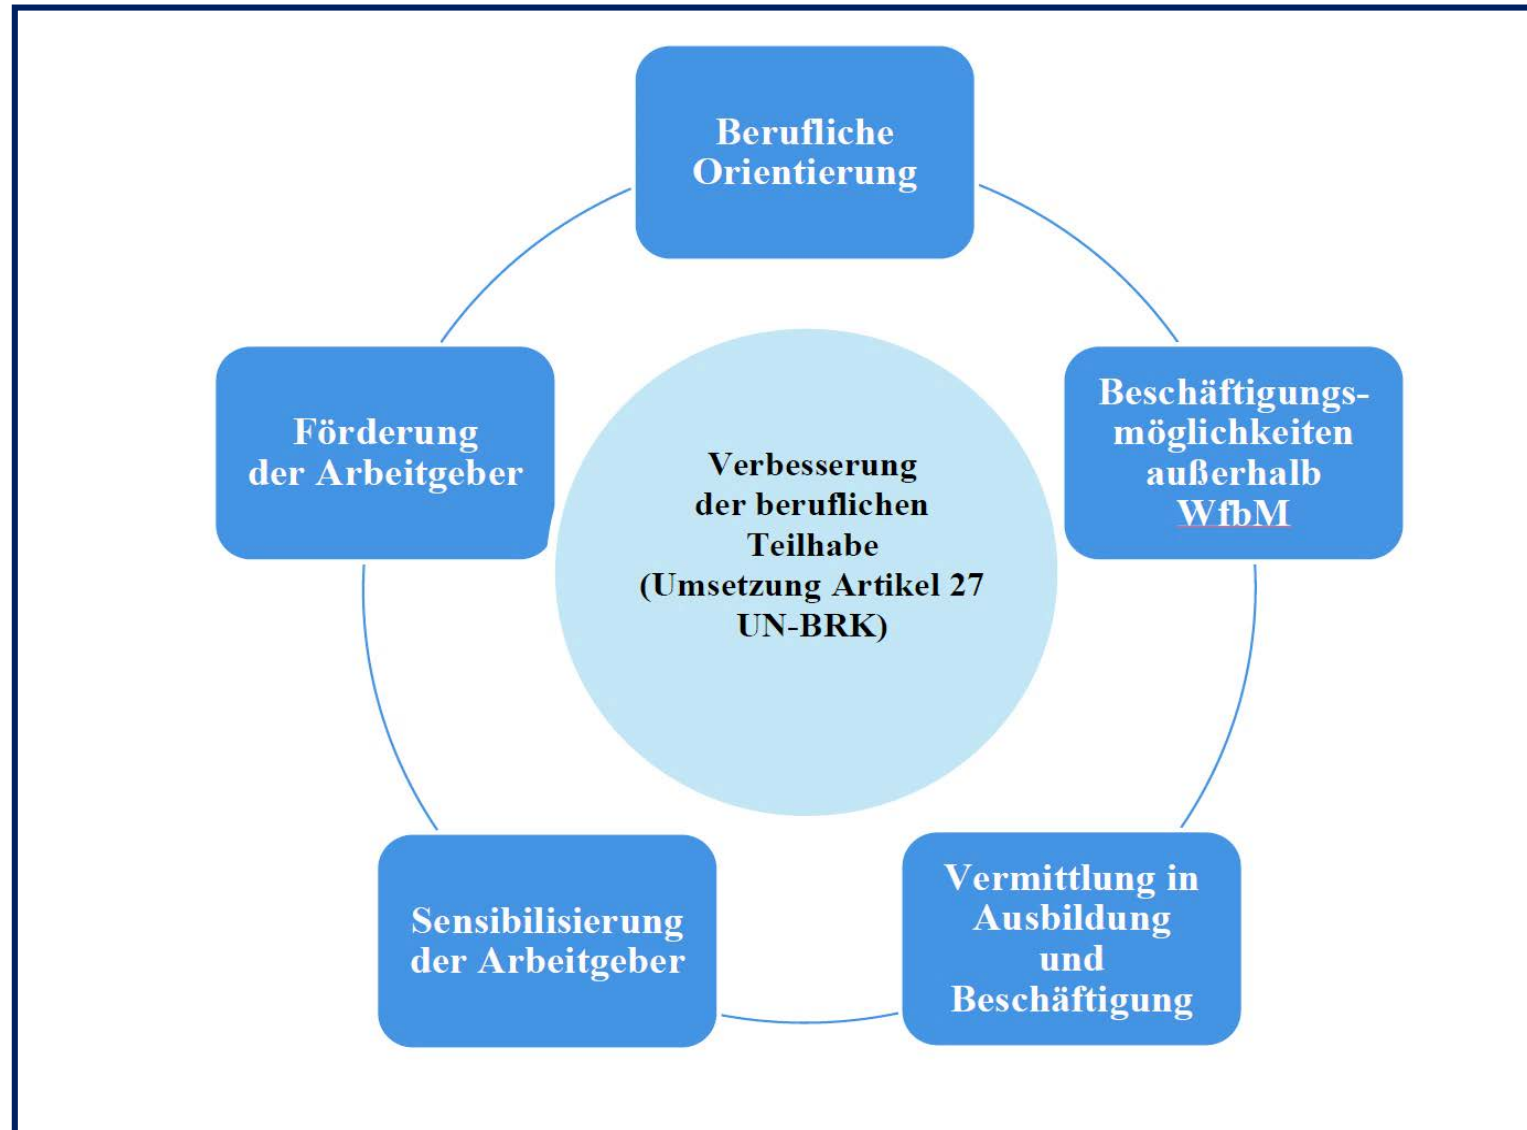 Berufliche
Orientierung
Förderung
der Arbeitgeber
Beschäftigungs-
möglichkeiten
außerhalb
WfbM
Verbesserung
der beruflichen
Teilhabe
(Umsetzung Artikel 27
UN-BRK)
Sensibilisierung
der Arbeitgeber
Vermittlung in
Ausbildung
und
Beschäftigung